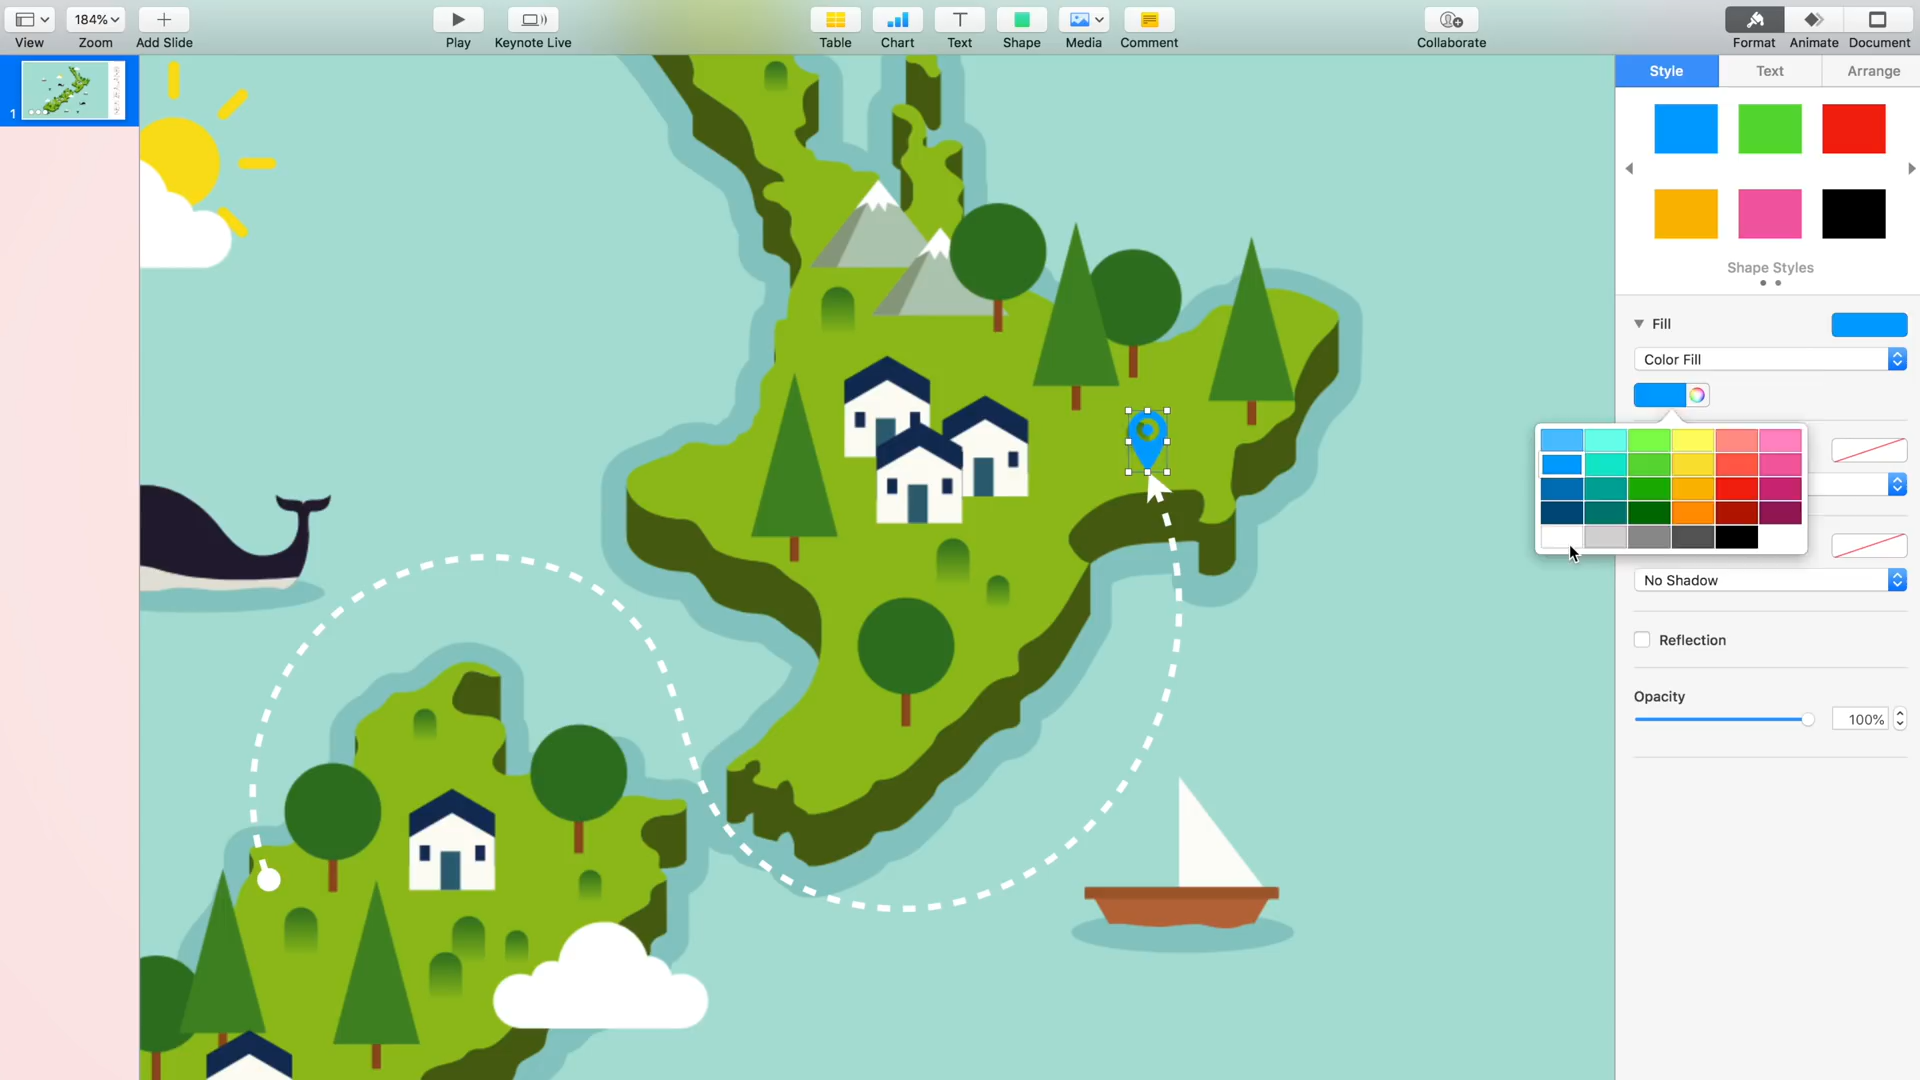 View
184%
Zoom
Add Slide
Play
Keynote Live
Table
Chart
Text
Shape
Media
Comment
Collaborate
Format
Animate
Document
1
Style
Text
Arrange
Shape Styles
Fill
Color Fill
No Shadow
Reflection
Opacity
100%